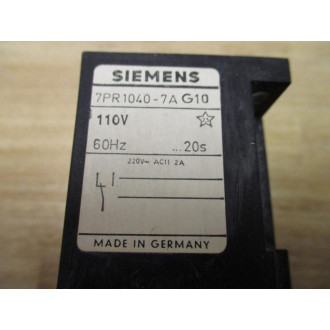 SIEMENS
7PR1040-7A G10
110V
60Hz ...20s
220V~ AC11 2A
MADE IN GERMANY